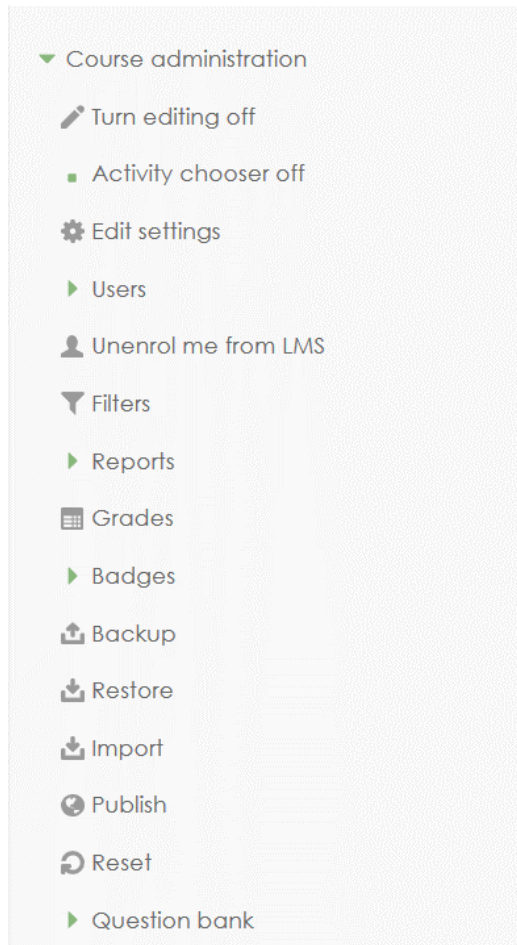 Course administration
Turn editing off
Activity chooser off
Edit settings
Users
Unenrol me from LMS
Filters
Reports
Grades
Badges
Backup
Restore
Import
Publish
Reset
Question bank